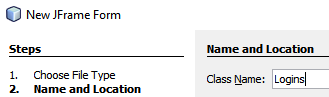 New JFrame Form
Steps
1. Choose File Type
2. Name and Location
Name and Location
Class Name: Logins